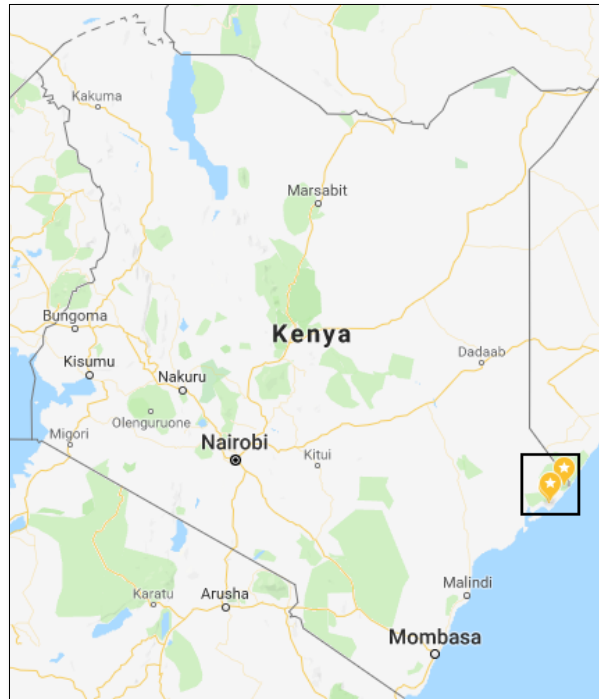 Kakuma
Marsabit
Bungoma
Kenya
Kisumu
Dadaab
Nakuru
Olenguruone
Migori
Nairobi
Kitui
Malindi
Karatu
Arusha
Mombasa